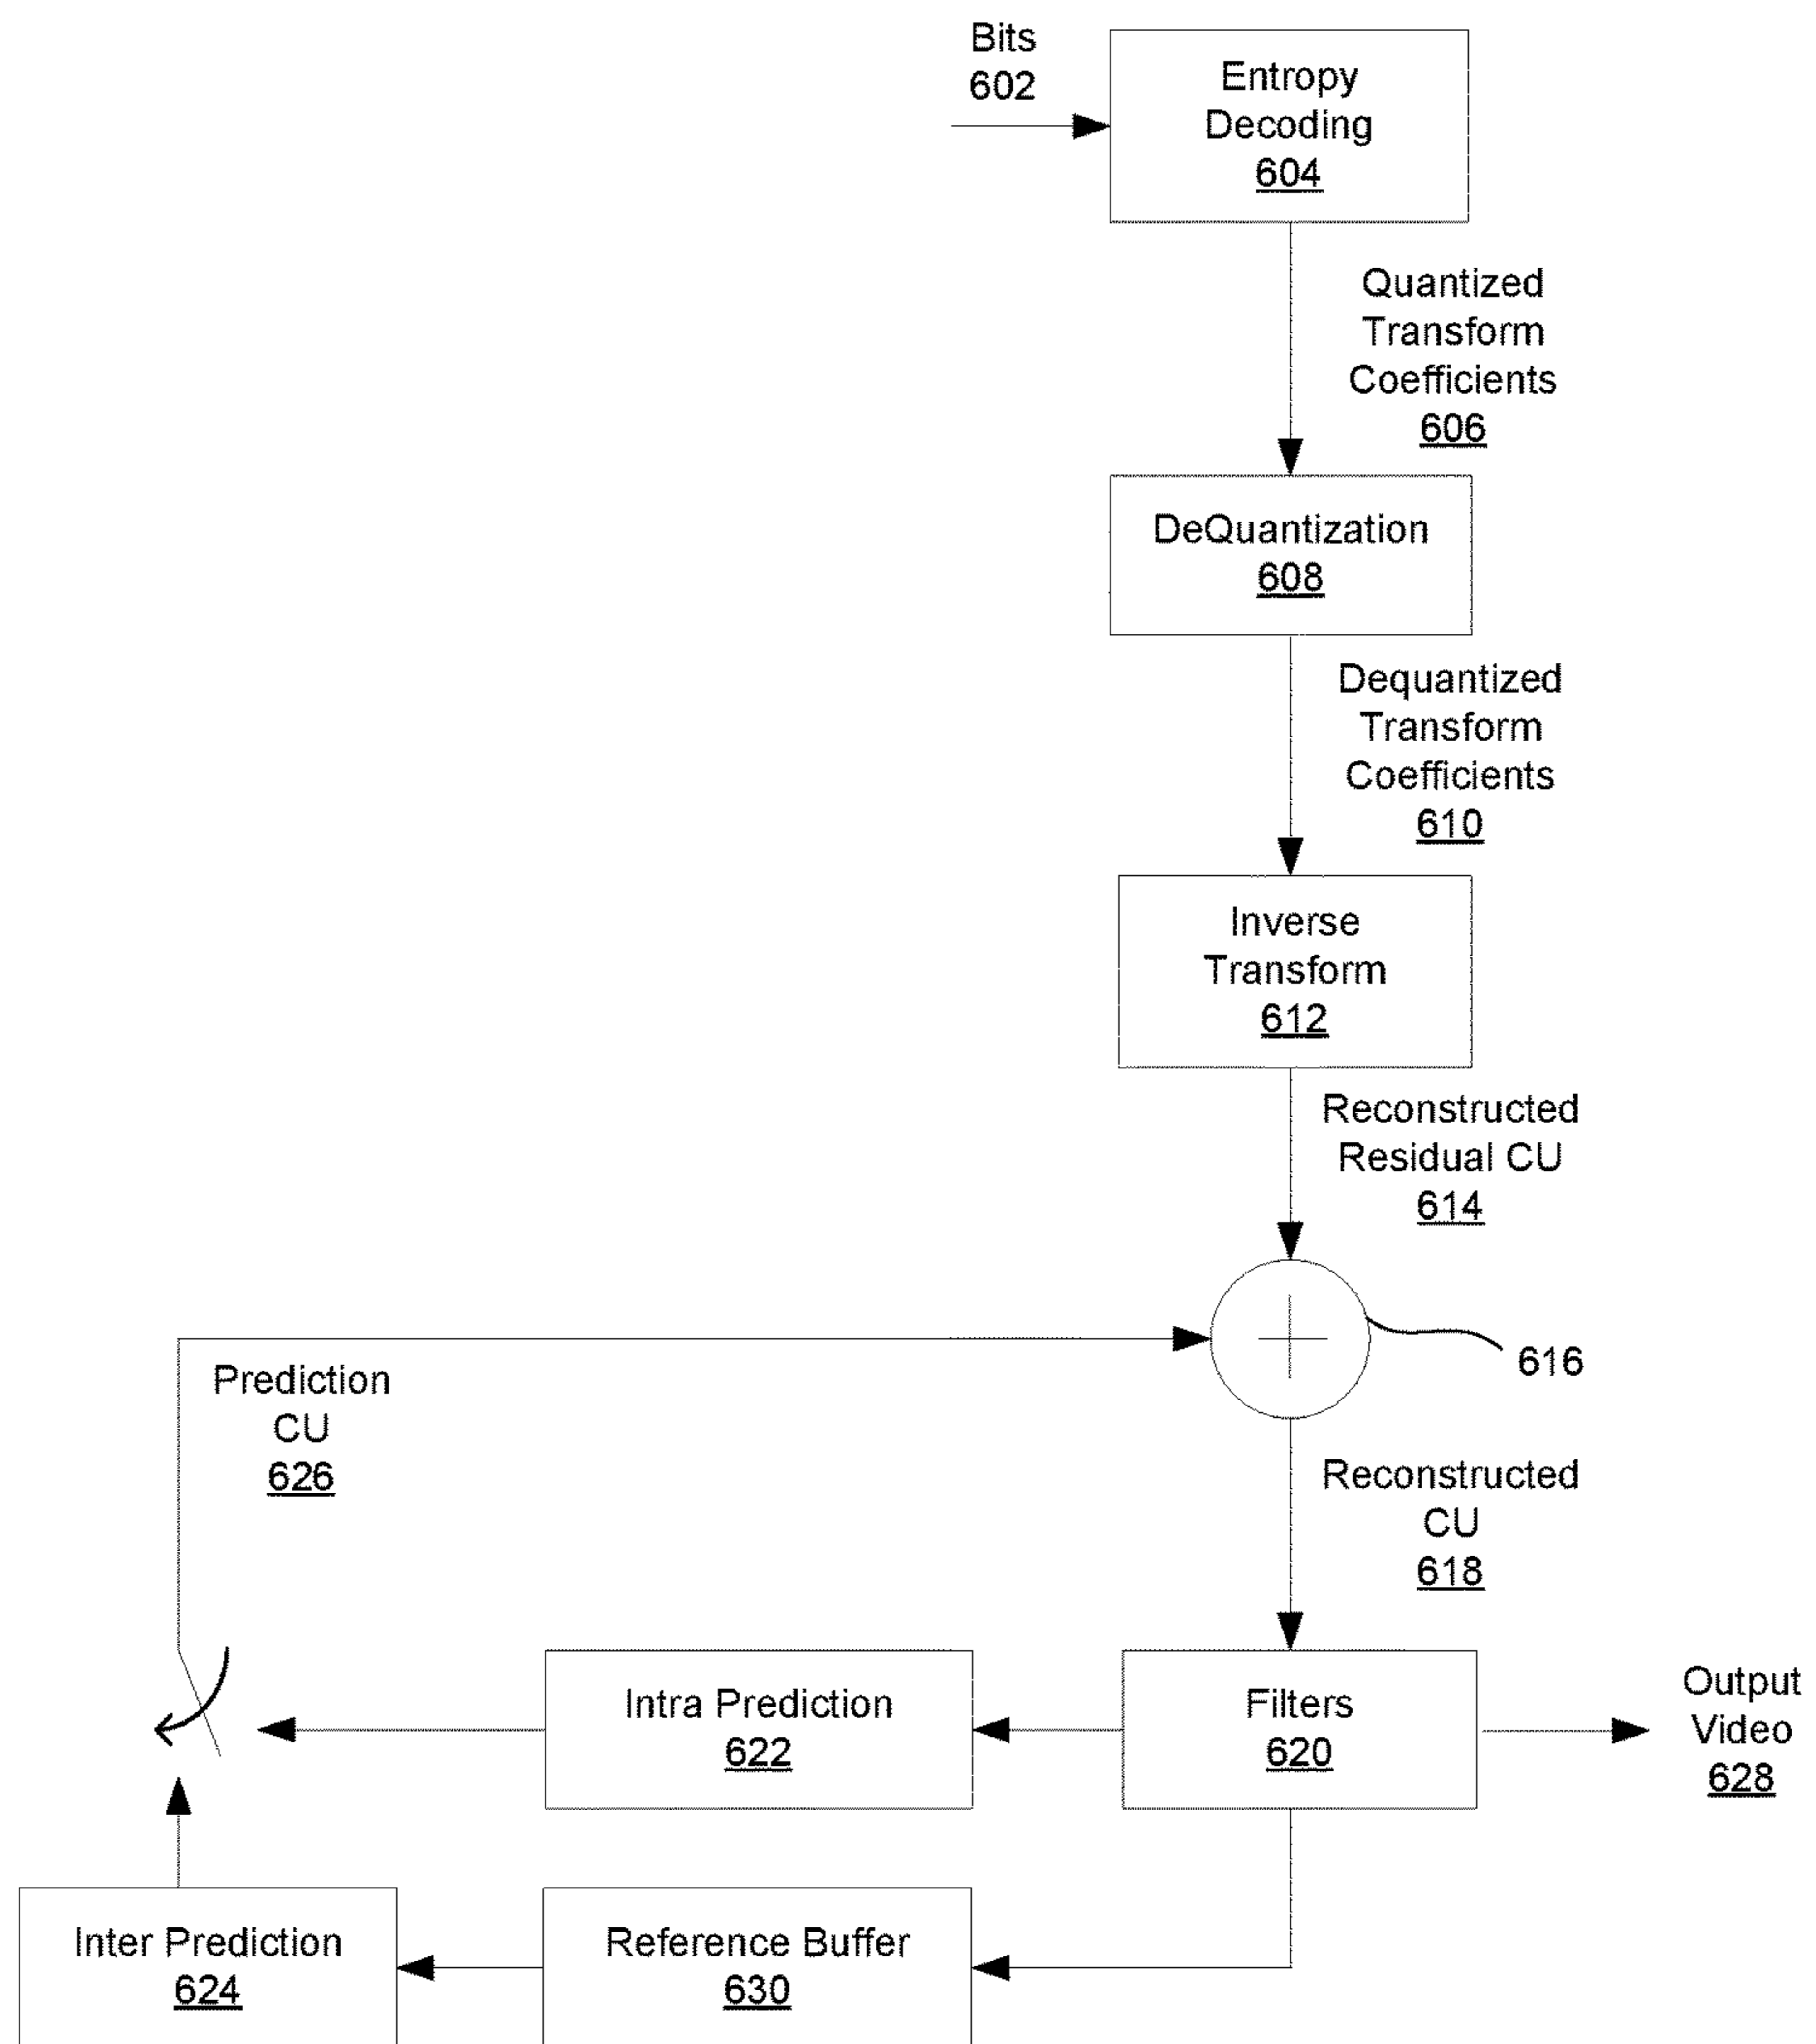 Bits
602
Entropy
Decoding
604
Quantized
Transform
Coefficients
606
DeQuantization
608
Dequantized
Transform
Coefficients
610
Inverse
Transform
612
Reconstructed
Residual CU
614
616
Prediction
CU
626
Reconstructed
CU
618
Intra Prediction
622
Filters
620
Output
Video
628
Inter Prediction
624
Reference Buffer
630